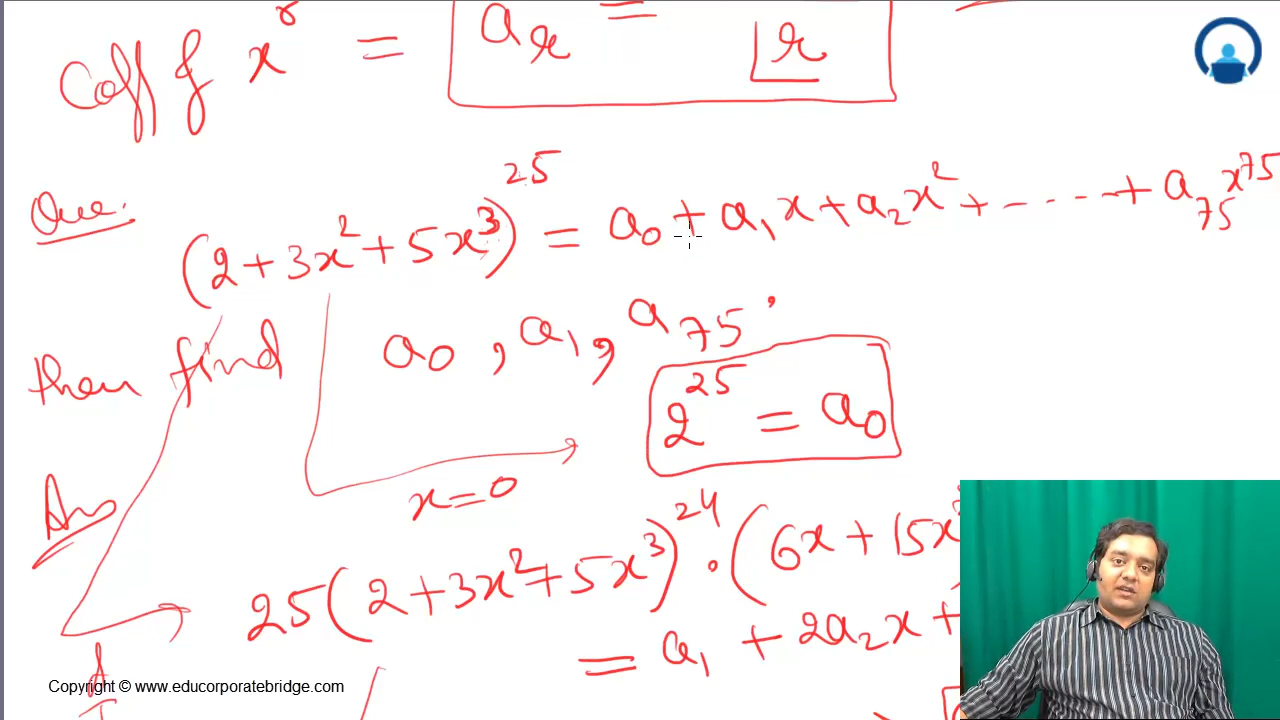 Coff of x^r = a_r = |r
Que. (2+3x^2+5x^3)^25 = a_0 + a_1x + a_2x^2 + ..... + a_75x^75
then find a_0, a_1, a_75.
2^25 = a_0
x=0
Ans
25(2+3x^2+5x^3)^24 . (6x+15x^2
= a_1 + 2a_2x +
Copyright © www.educorporatebridge.com